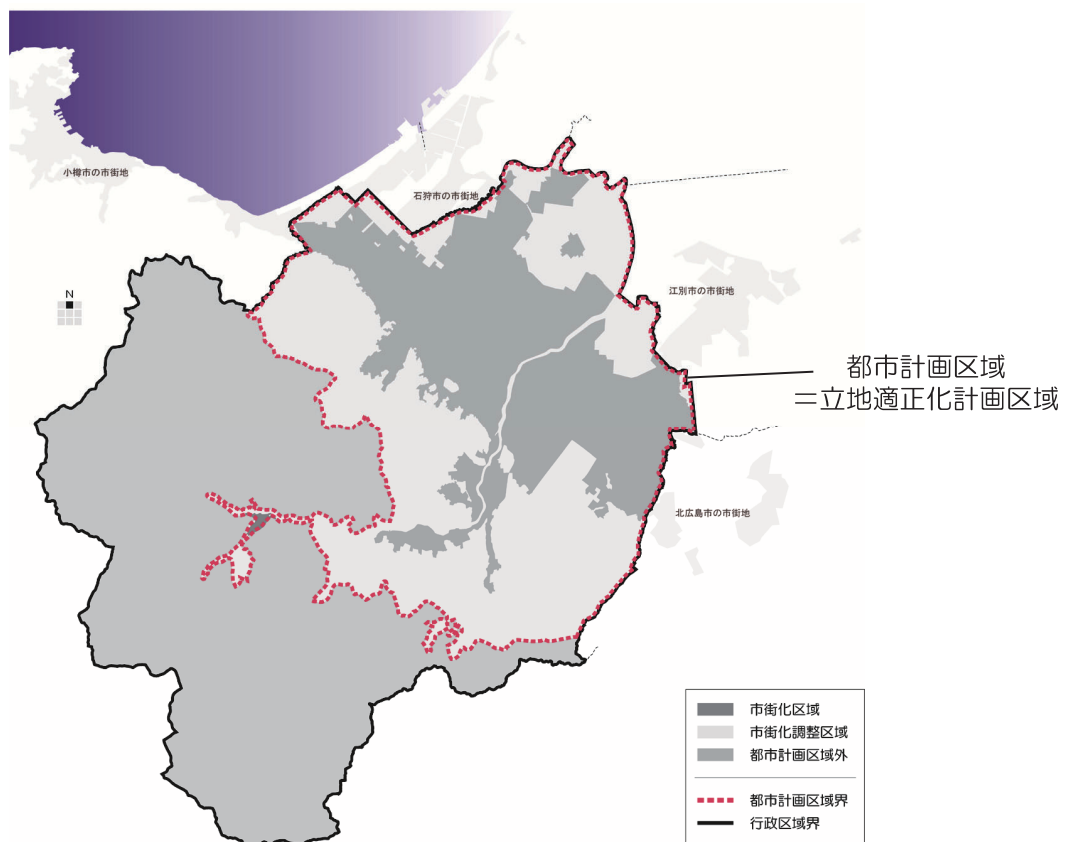 小樽市の市街地
石狩市の市街地
N
江別市の市街地
都市計画区域
＝立地適正化計画区域
北広島市の市街地
市街化区域
市街化調整区域
都市計画区域外
都市計画区域界
行政区域界